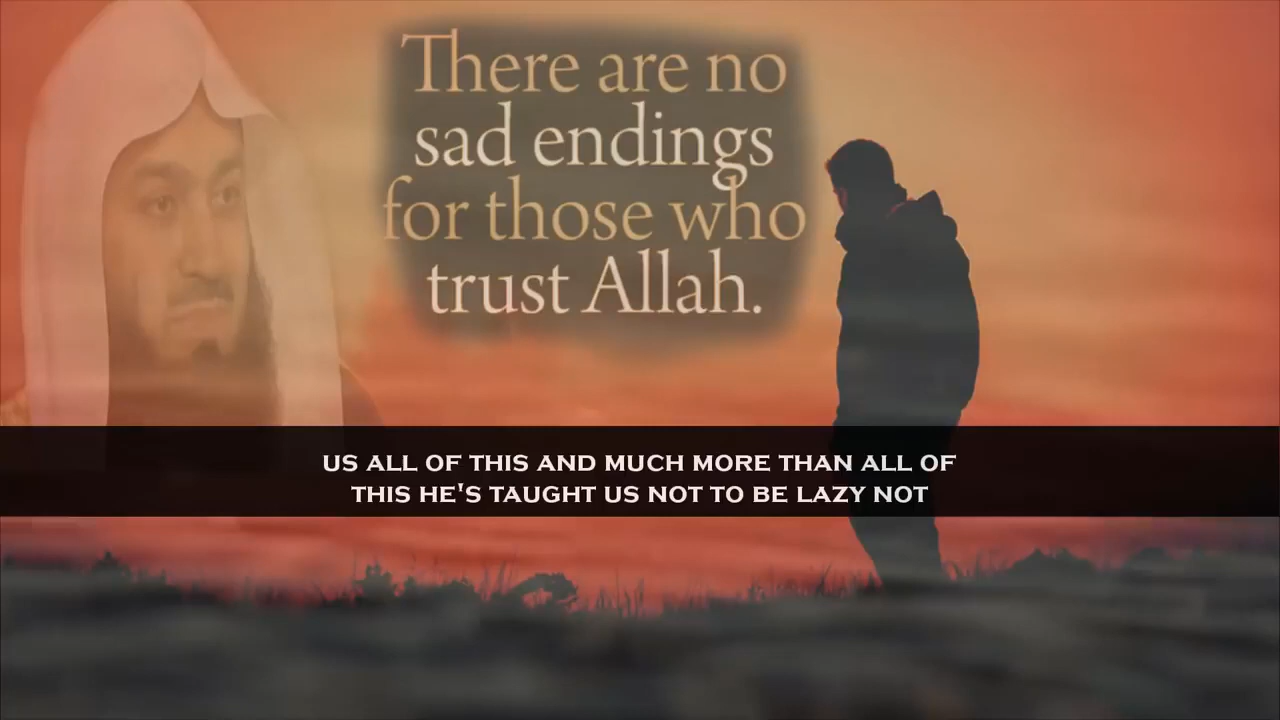 There are no
sad endings
for those who
trust Allah.
US ALL OF THIS AND MUCH MORE THAN ALL OF
THIS HE'S TAUGHT US NOT TO BE LAZY NOT